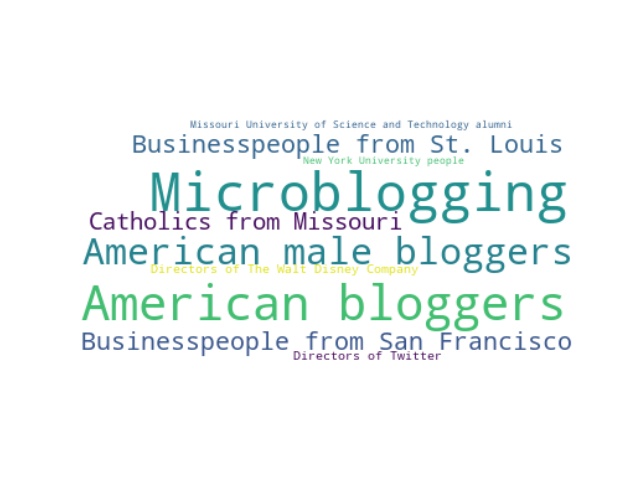 Missouri University of Science and Technology alumni
Businesspeople from St. Louis
New York University people
Microblogging
Catholics from Missouri
American male bloggers
Directors of The Walt Disney Company
American bloggers
Businesspeople from San Francisco
Directors of Twitter